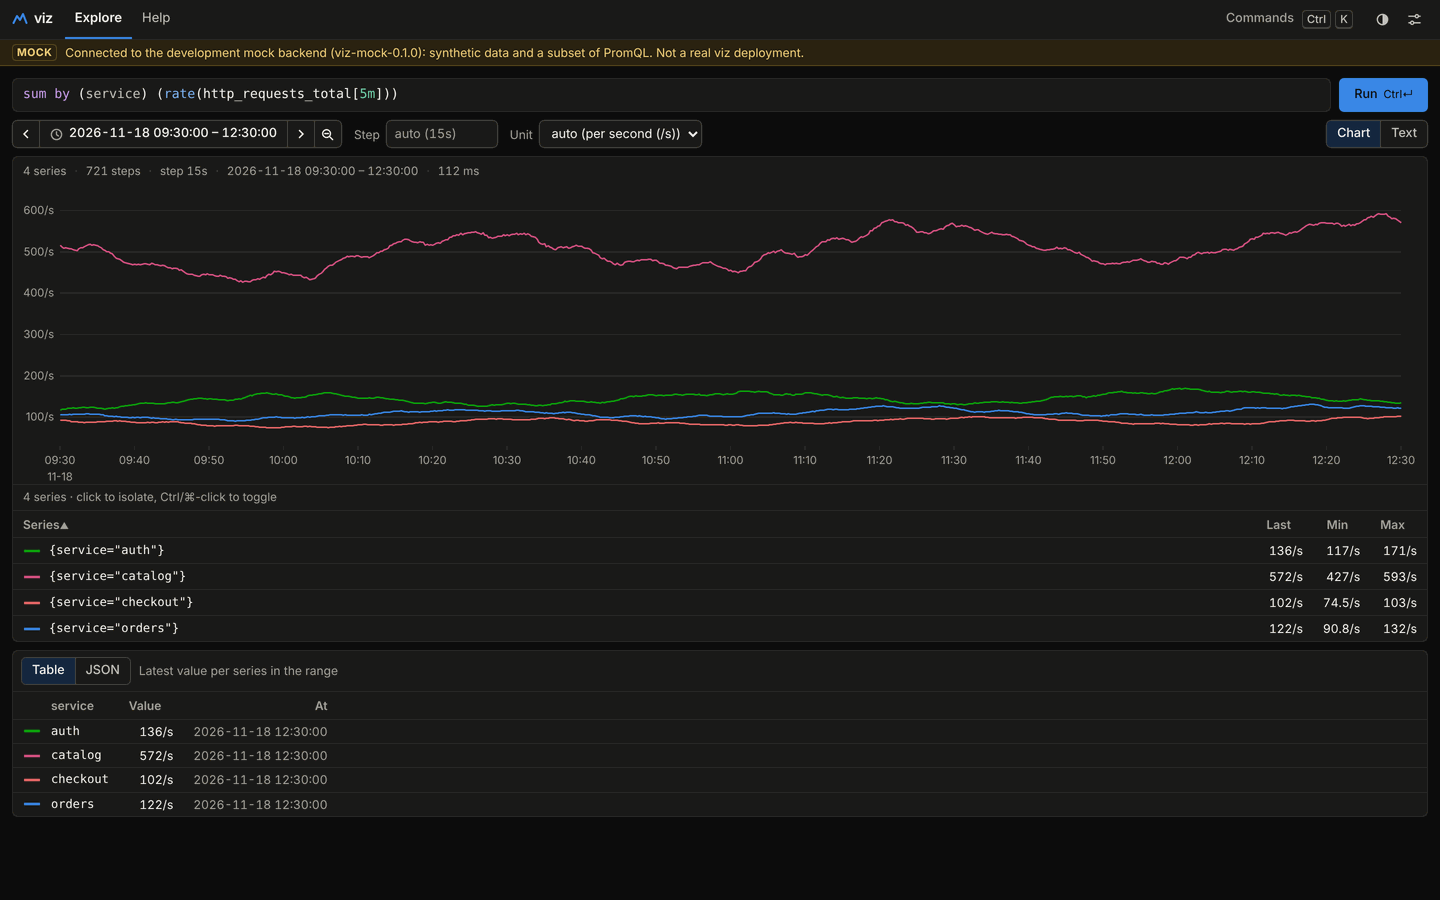 viz Explore Help Commands Ctrl K
MOCK Connected to the development mock backend (viz-mock-0.1.0): synthetic data and a subset of PromQL. Not a real viz deployment.
sum by (service) (rate(http_requests_total[5m])) Run Ctrl↵
2026-11-18 09:30:00 – 12:30:00 Step auto (15s) Unit auto (per second (/s)) Chart Text
4 series · 721 steps · step 15s · 2026-11-18 09:30:00 – 12:30:00 · 112 ms
600/s
500/s
400/s
300/s
200/s
100/s
09:30 09:40 09:50 10:00 10:10 10:20 10:30 10:40 10:50 11:00 11:10 11:20 11:30 11:40 11:50 12:00 12:10 12:20 12:30
11-18
4 series · click to isolate, Ctrl/⌘-click to toggle
Series▲ Last Min Max
{service="auth"} 136/s 117/s 171/s
{service="catalog"} 572/s 427/s 593/s
{service="checkout"} 102/s 74.5/s 103/s
{service="orders"} 122/s 90.8/s 132/s
Table JSON Latest value per series in the range
service Value At
auth 136/s 2026-11-18 12:30:00
catalog 572/s 2026-11-18 12:30:00
checkout 102/s 2026-11-18 12:30:00
orders 122/s 2026-11-18 12:30:00